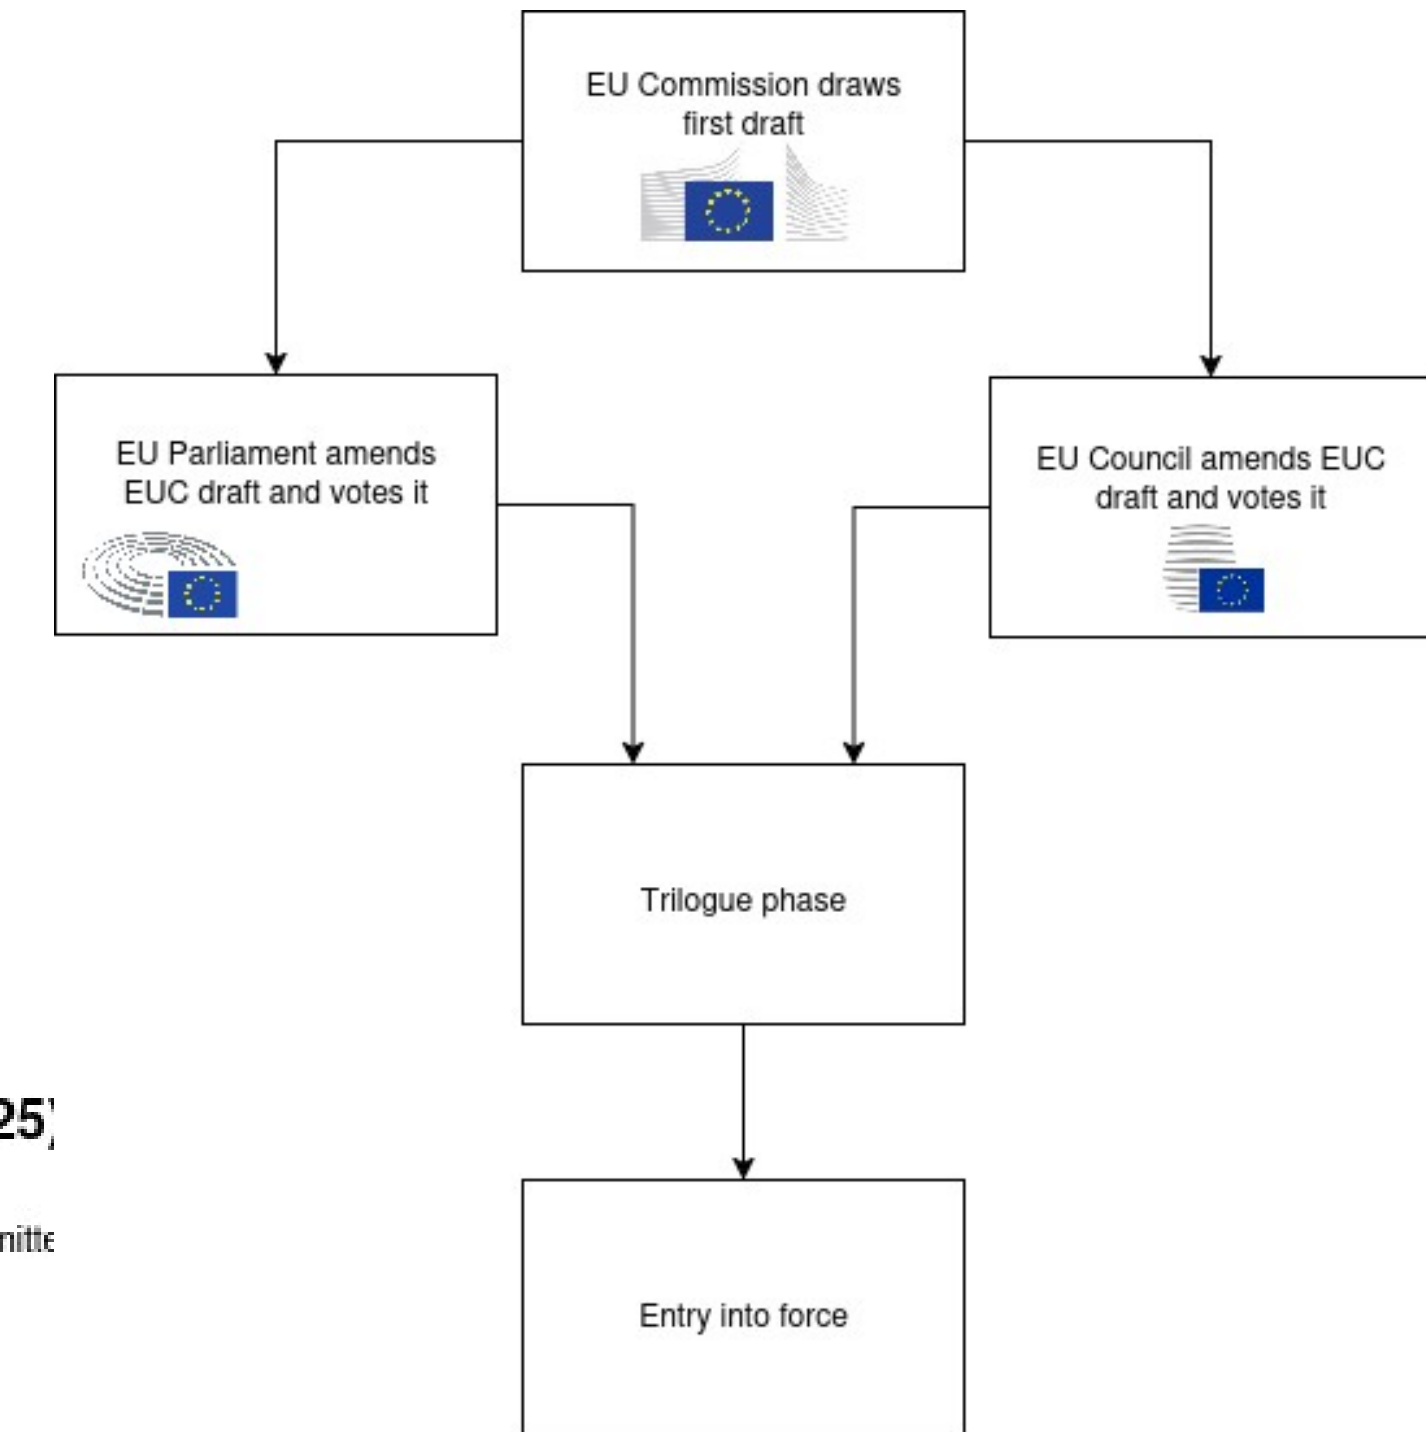 EU Commission draws
first draft
EU Parliament amends
EUC draft and votes it
EU Council amends EUC
draft and votes it
Trilogue phase
25)
Entry into force